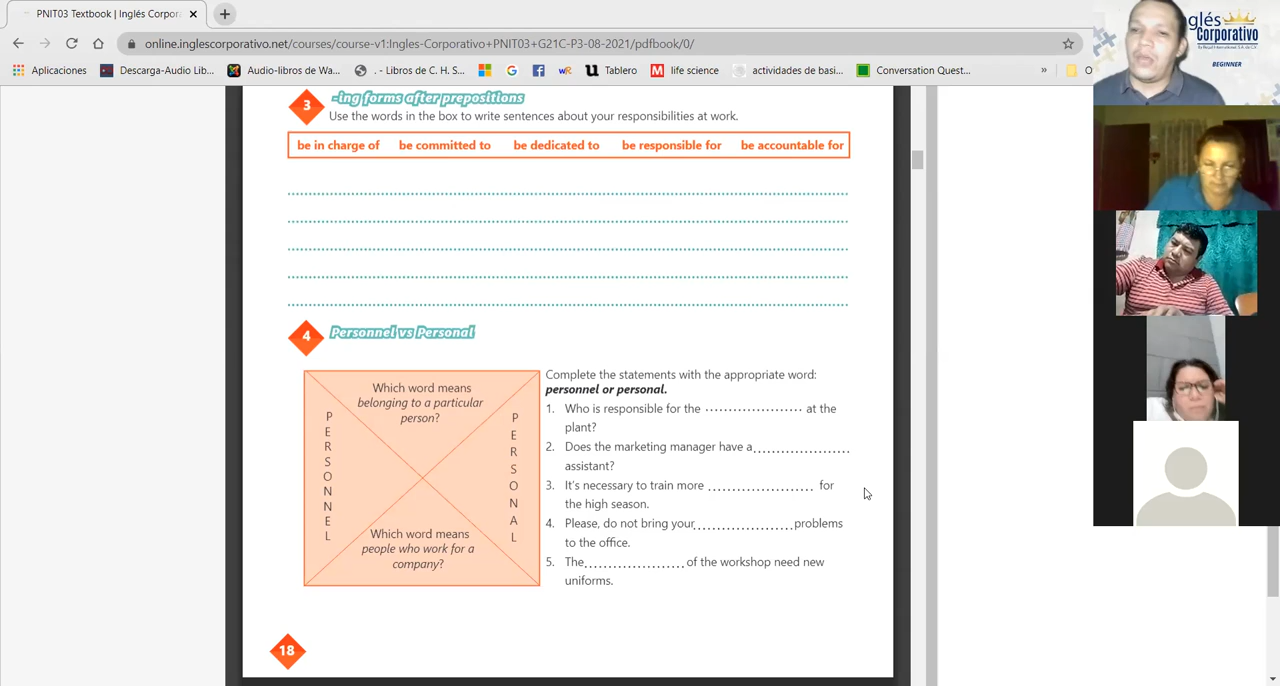 PNIT03 Textbook | Inglés Corpora
online.inglescorporativo.net/courses/course-v1:Ingles-Corporativo+PNIT03+G21C-P3-08-2021/pdfbook/0/
Aplicaciones
Descarga Audio Lib...
Audio-libros de Wa...
. - Libros de C. H. S...
wR
Tablero
life science
actividades de basi...
Conversation Quest...
»
O
Inglés
Corporativo
BEGINNER
3
-ing forms after prepositions
Use the words in the box to write sentences about your responsibilities at work.
be in charge of be committed to be dedicated to be responsible for be accountable for
4
Personnel vs Personal
Which word means
belonging to a particular
person?
PERSONNEL
PERSONAL
Which word means
people who work for a
company?
Complete the statements with the appropriate word:
personnel or personal.
1. Who is responsible for the .................... at the
plant?
2. Does the marketing manager have a....................
assistant?
3. It's necessary to train more ...................... for
the high season.
4. Please, do not bring your....................problems
to the office.
5. The.....................of the workshop need new
uniforms.
18